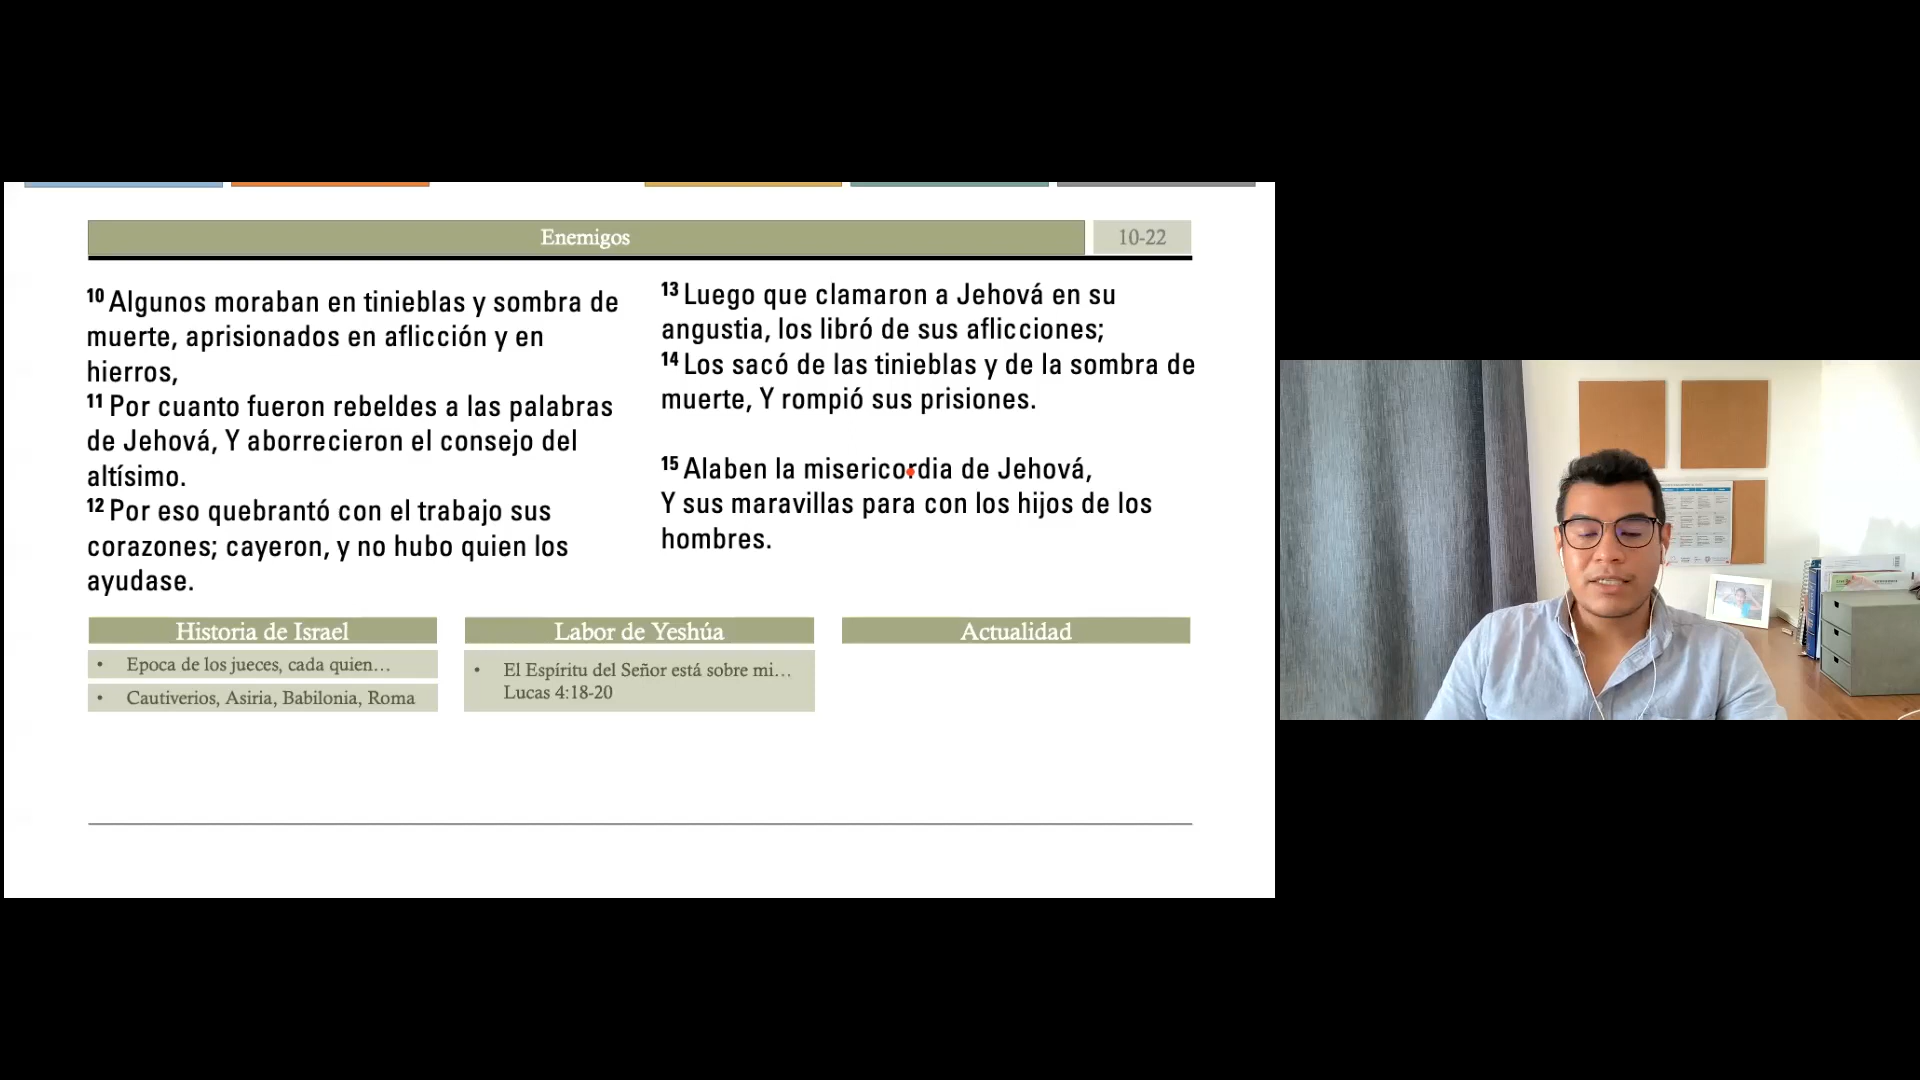 Enemigos
10-22
10 Algunos moraban en tinieblas y sombra de
muerte, aprisionados en aflicción y en
hierros,
11 Por cuanto fueron rebeldes a las palabras
de Jehová, Y aborrecieron el consejo del
altísimo.
12 Por eso quebrantó con el trabajo sus
corazones; cayeron, y no hubo quien los
ayudase.
13 Luego que clamaron a Jehová en su
angustia, los libró de sus aflicciones;
14 Los sacó de las tinieblas y de la sombra de
muerte, Y rompió sus prisiones.
15 Alaben la misericordia de Jehová,
Y sus maravillas para con los hijos de los
hombres.
Historia de Israel
• Epoca de los jueces, cada quien…
• Cautiverios, Asiria, Babilonia, Roma
Labor de Yeshúa
• El Espíritu del Señor está sobre mi…
Lucas 4:18-20
Actualidad